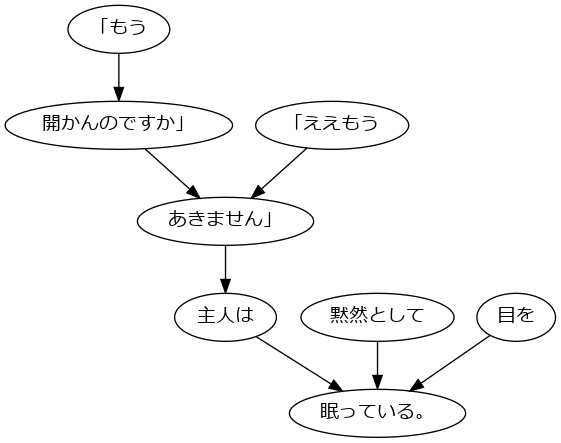 「もう
開かんのですか」
「ええもう
あきません」
主人は
黙然として
目を
眠っている。